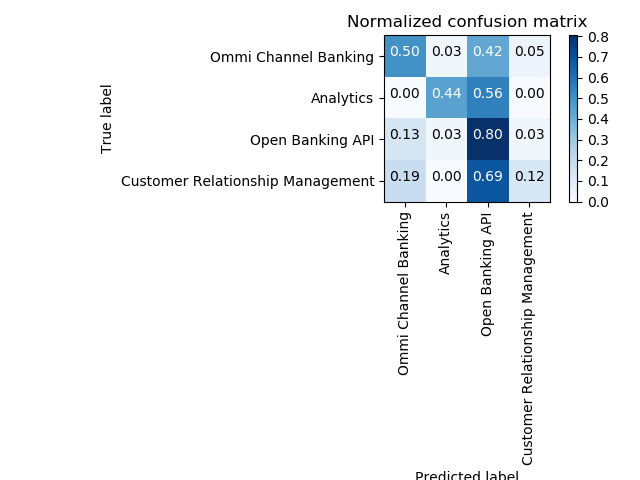 Normalized confusion matrix
True label
Ommi Channel Banking 0.50 0.03 0.42 0.05
Analytics 0.00 0.44 0.56 0.00
Open Banking API 0.13 0.03 0.80 0.03
Customer Relationship Management 0.19 0.00 0.69 0.12
Ommi Channel Banking
Analytics
Open Banking API
Customer Relationship Management
Predicted label
0.8
0.7
0.6
0.5
0.4
0.3
0.2
0.1
0.0